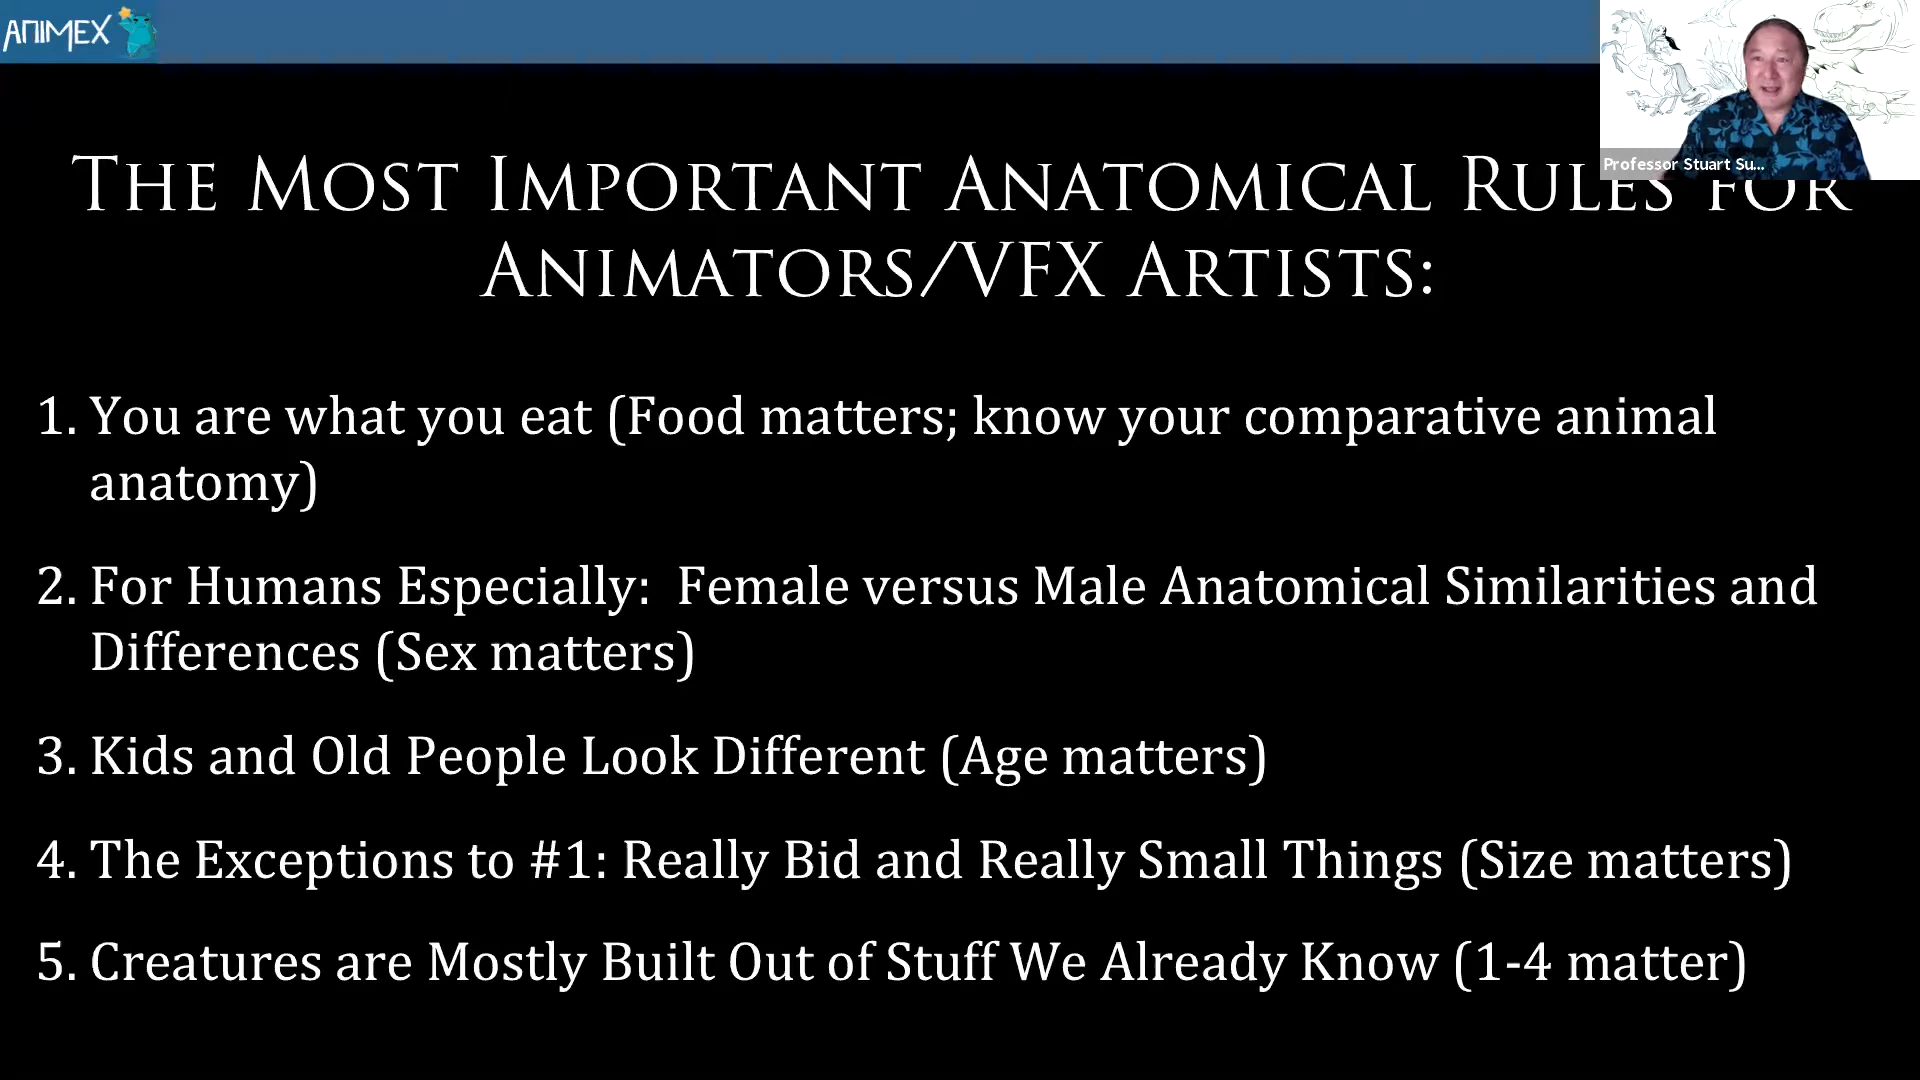 ANIMEX
Professor Stuart Su...
The Most Important Anatomical Rules for
Animators/VFX Artists:
1. You are what you eat (Food matters; know your comparative animal
anatomy)
2. For Humans Especially: Female versus Male Anatomical Similarities and
Differences (Sex matters)
3. Kids and Old People Look Different (Age matters)
4. The Exceptions to #1: Really Bid and Really Small Things (Size matters)
5. Creatures are Mostly Built Out of Stuff We Already Know (1-4 matter)